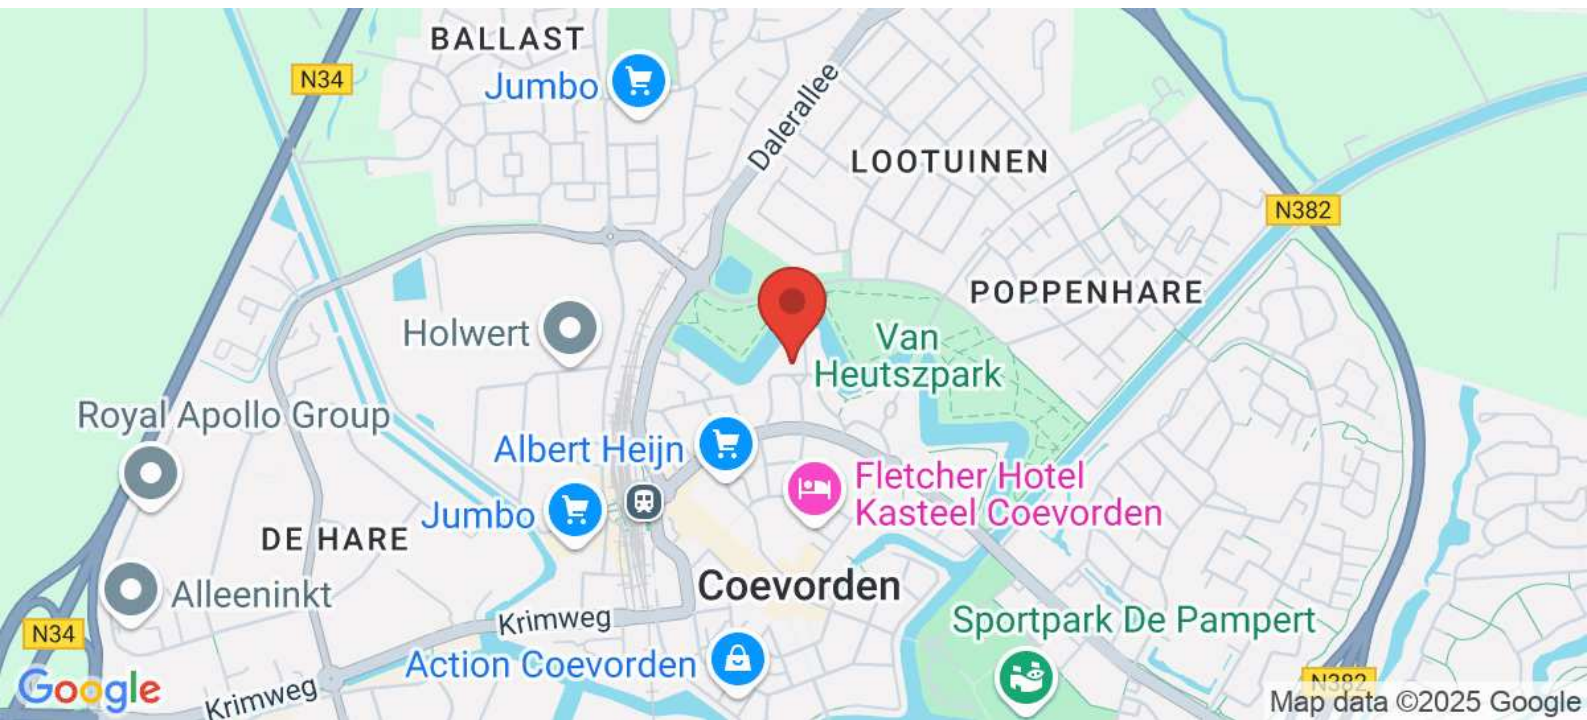 BALLAST
N34
Jumbo
Dalerallee
LOOTUINEN
N382
POPPENHARE
Holwert
Van
Heutszpark
Royal Apollo Group
Albert Heijn
Fletcher Hotel
Kasteel Coevorden
Jumbo
DE HARE
Coevorden
Alleeninkt
Krimweg
Sportpark De Pampert
N34
Action Coevorden
N382
Google
Krimweg
Map data ©2025 Google